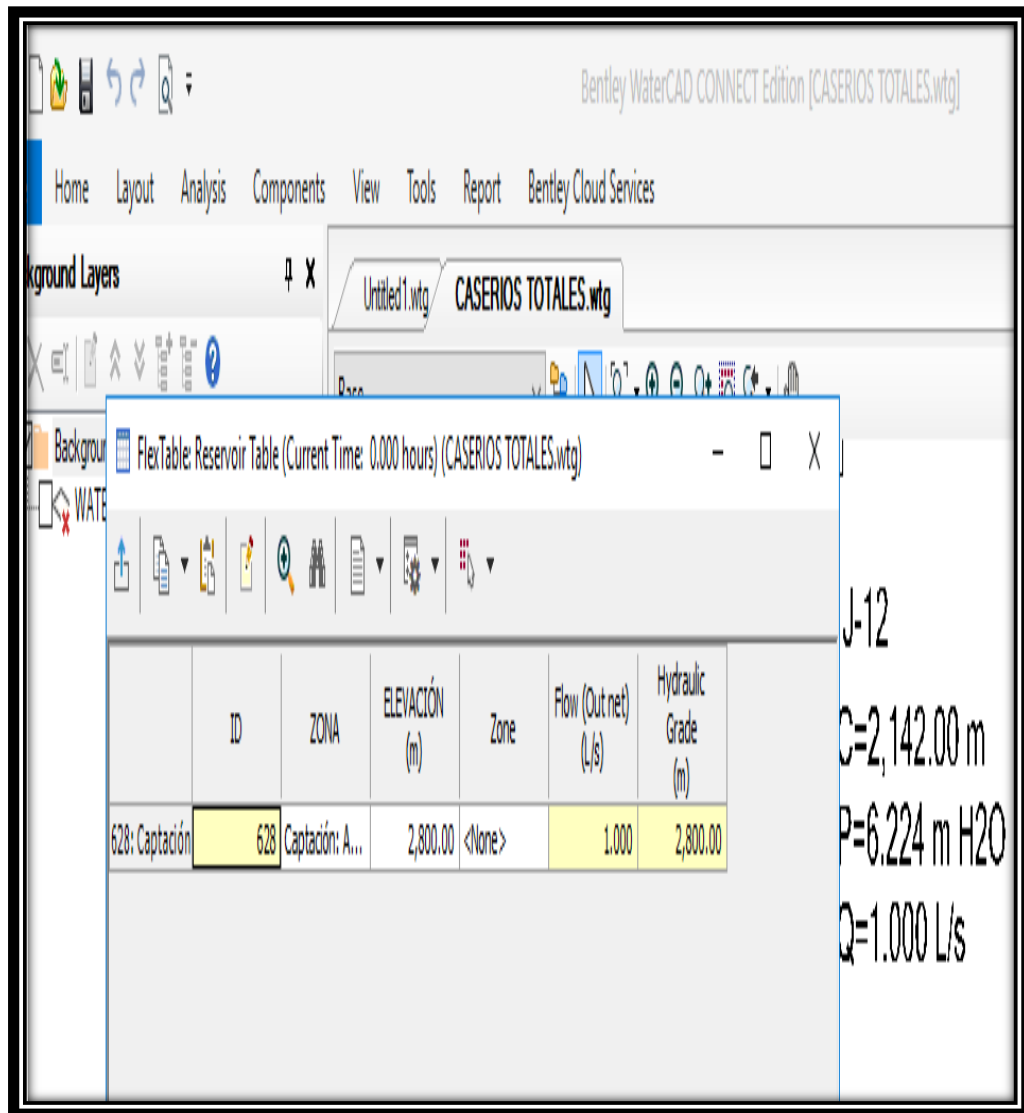 Bentley WaterCAD CONNECT Edition [CASERIOS TOTALES.wtg]
Home Layout Analysis Components View Tools Report Bentley Cloud Services
kground Layers
Untitled1.wtg CASERIOS TOTALES.wtg
Base
Backgrour
WATE
FlexTable: Reservoir Table (Current Time: 0.000 hours) (CASERIOS TOTALES.wtg)
ID ZONA ELEVACIÓN (m) Zone Flow (Out net) (L/s) Hydraulic Grade (m)
628: Captación 628 Captación: A... 2,800.00 <None> 1.000 2,800.00
J-12
C=2,142.00 m
P=6.224 m H2O
Q=1.000 L/s